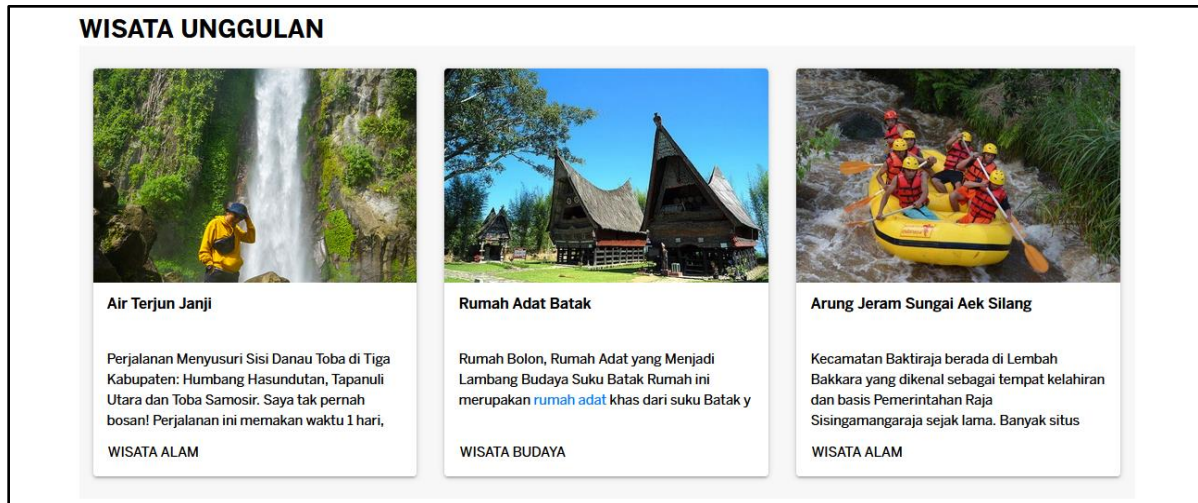 WISATA UNGGULAN
Air Terjun Janji
Perjalanan Menyusuri Sisi Danau Toba di Tiga
Kabupaten: Humbang Hasundutan, Tapanuli
Utara dan Toba Samosir. Saya tak pernah
bosan! Perjalanan ini memakan waktu 1 hari,
WISATA ALAM
Rumah Adat Batak
Rumah Bolon, Rumah Adat yang Menjadi
Lambang Budaya Suku Batak Rumah ini
merupakan rumah adat khas dari suku Batak y
WISATA BUDAYA
Arung Jeram Sungai Aek Silang
Kecamatan Baktiraja berada di Lembah
Bakkara yang dikenal sebagai tempat kelahiran
dan basis Pemerintahan Raja
Sisingamangaraja sejak lama. Banyak situs
WISATA ALAM